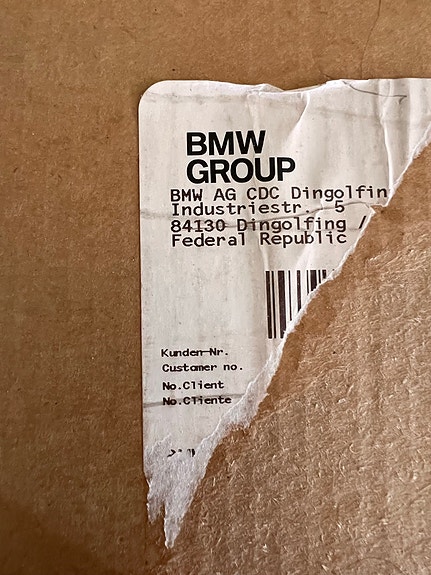 BMW
GROUP
BMW AG CDC Dingolfin
Industriestr. 5
84130 Dingolfing /
Federal Republic
Kunden-Nr.
Customer no.
No.Client
No.Cliente